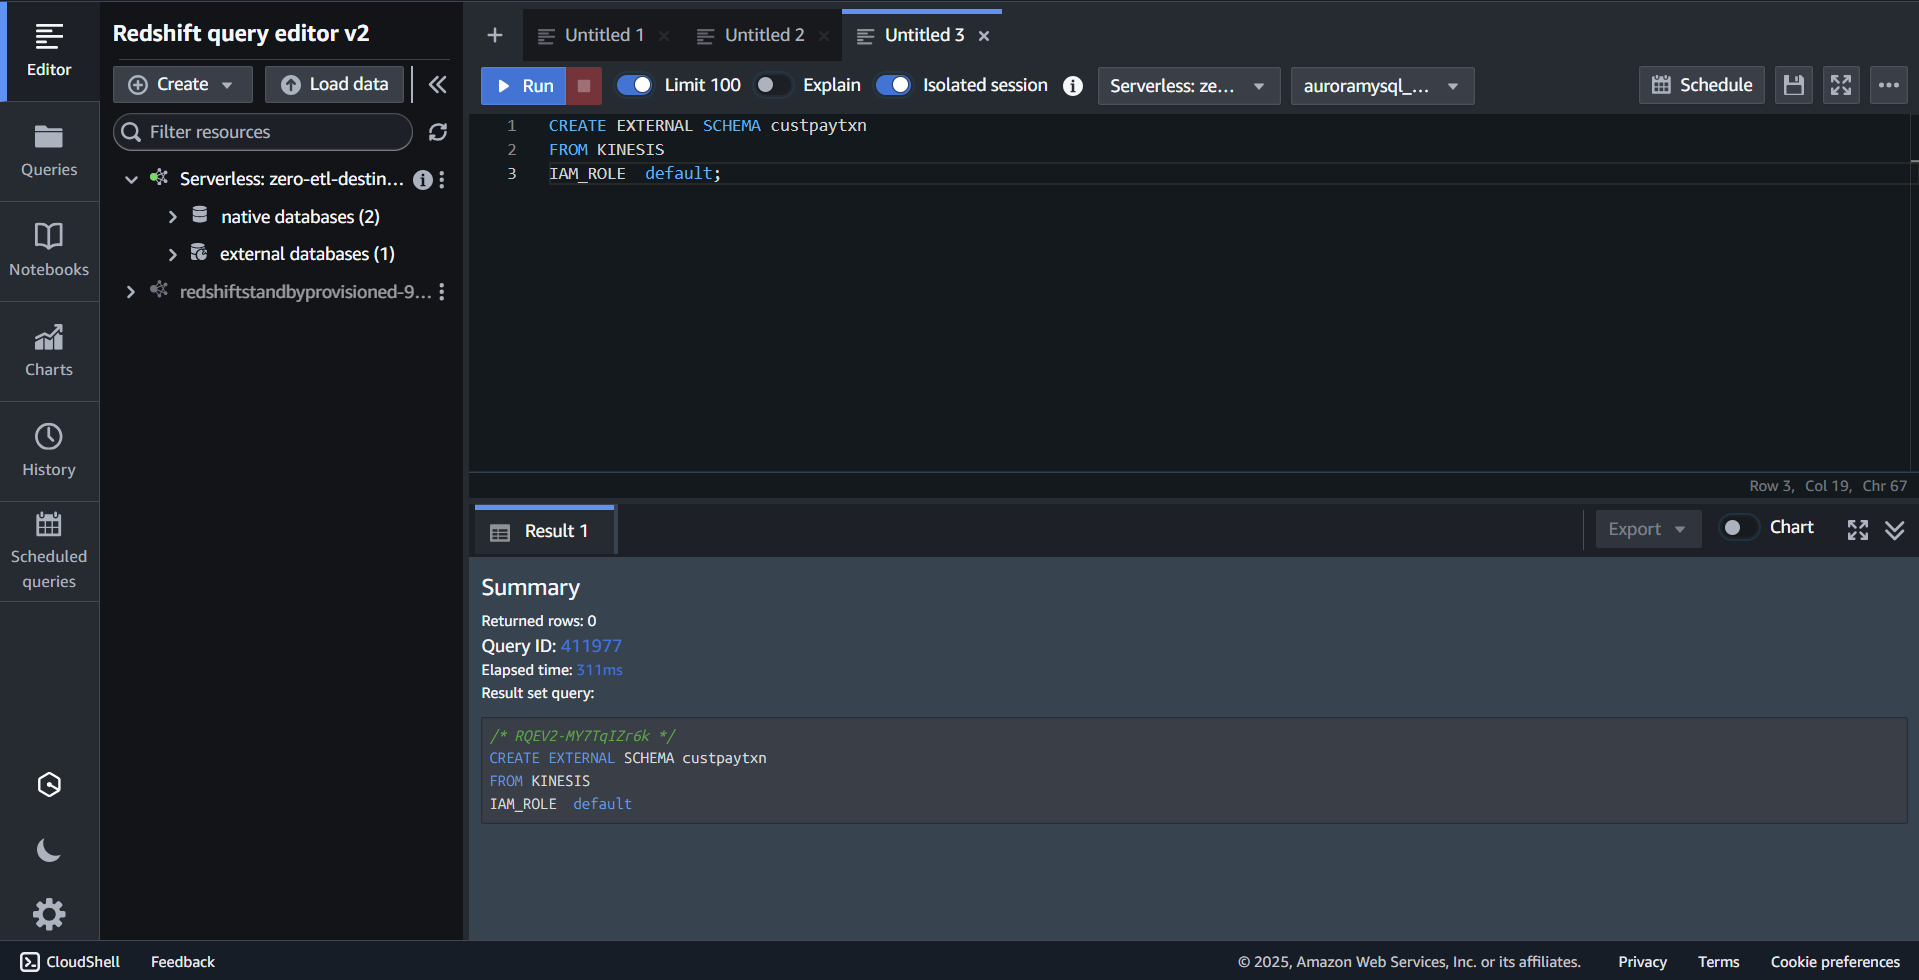 Editor
Queries
Notebooks
Charts
History
Scheduled
queries
Redshift query editor v2
Create
Load data
Filter resources
Serverless: zero-etl-destin...
native databases (2)
external databases (1)
redshiftstandbyprovisioned-9...
Untitled 1
Untitled 2
Untitled 3
Run
Limit 100
Explain
Isolated session
Serverless: ze...
auroramysql_...
Schedule
1 CREATE EXTERNAL SCHEMA custpaytxn
2 FROM KINESIS
3 IAM_ROLE  default;
Row 3, Col 19, Chr 67
Result 1
Export
Chart
Summary
Returned rows: 0
Query ID: 411977
Elapsed time: 311ms
Result set query:
/* RQEV2-MY7TqIZr6k */
CREATE EXTERNAL SCHEMA custpaytxn
FROM KINESIS
IAM_ROLE  default
CloudShell
Feedback
© 2025, Amazon Web Services, Inc. or its affiliates.
Privacy
Terms
Cookie preferences